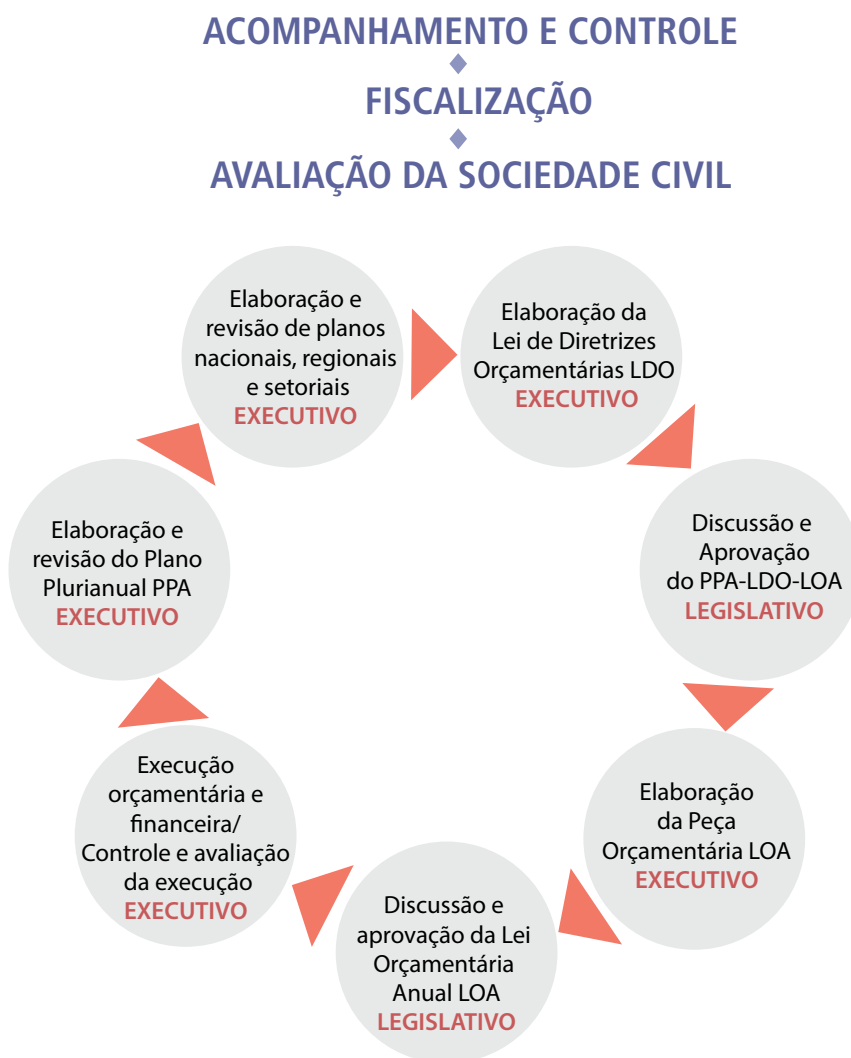 ACOMPANHAMENTO E CONTROLE
FISCALIZAÇÃO
AVALIAÇÃO DA SOCIEDADE CIVIL
Elaboração e
revisão de planos
nacionais, regionais
e setoriais
EXECUTIVO
Elaboração da
Lei de Diretrizes
Orçamentárias LDO
EXECUTIVO
Discussão e
Aprovação
do PPA-LDO-LOA
LEGISLATIVO
Elaboração
da Peça
Orçamentária LOA
EXECUTIVO
Discussão e
aprovação da Lei
Orçamentária
Anual LOA
LEGISLATIVO
Execução
orçamentária e
financeira/
Controle e avaliação
da execução
EXECUTIVO
Elaboração e
revisão do Plano
Plurianual PPA
EXECUTIVO